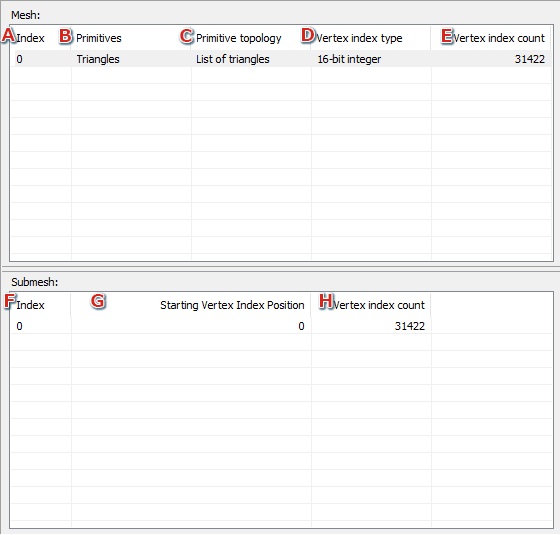 Mesh:
A Index B Primitives C Primitive topology D Vertex index type E Vertex index count
0 Triangles List of triangles 16-bit integer 31422
Submesh:
F Index G Starting Vertex Index Position H Vertex index count
0 0 31422